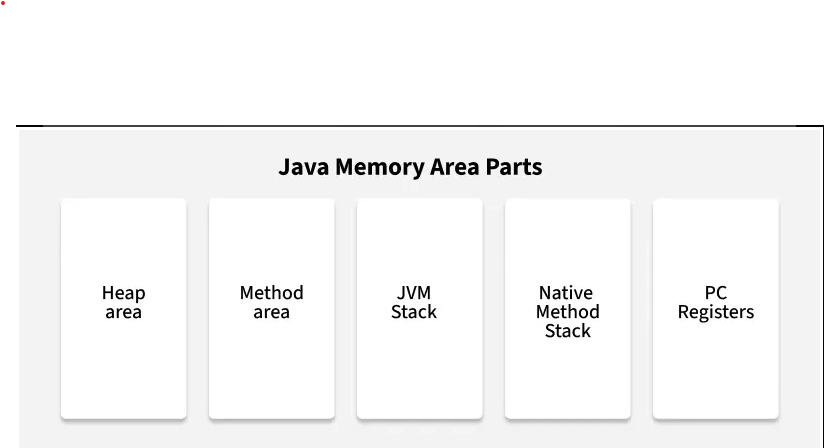 Java Memory Area Parts
Heap
area
Method
area
JVM
Stack
Native
Method
Stack
PC
Registers